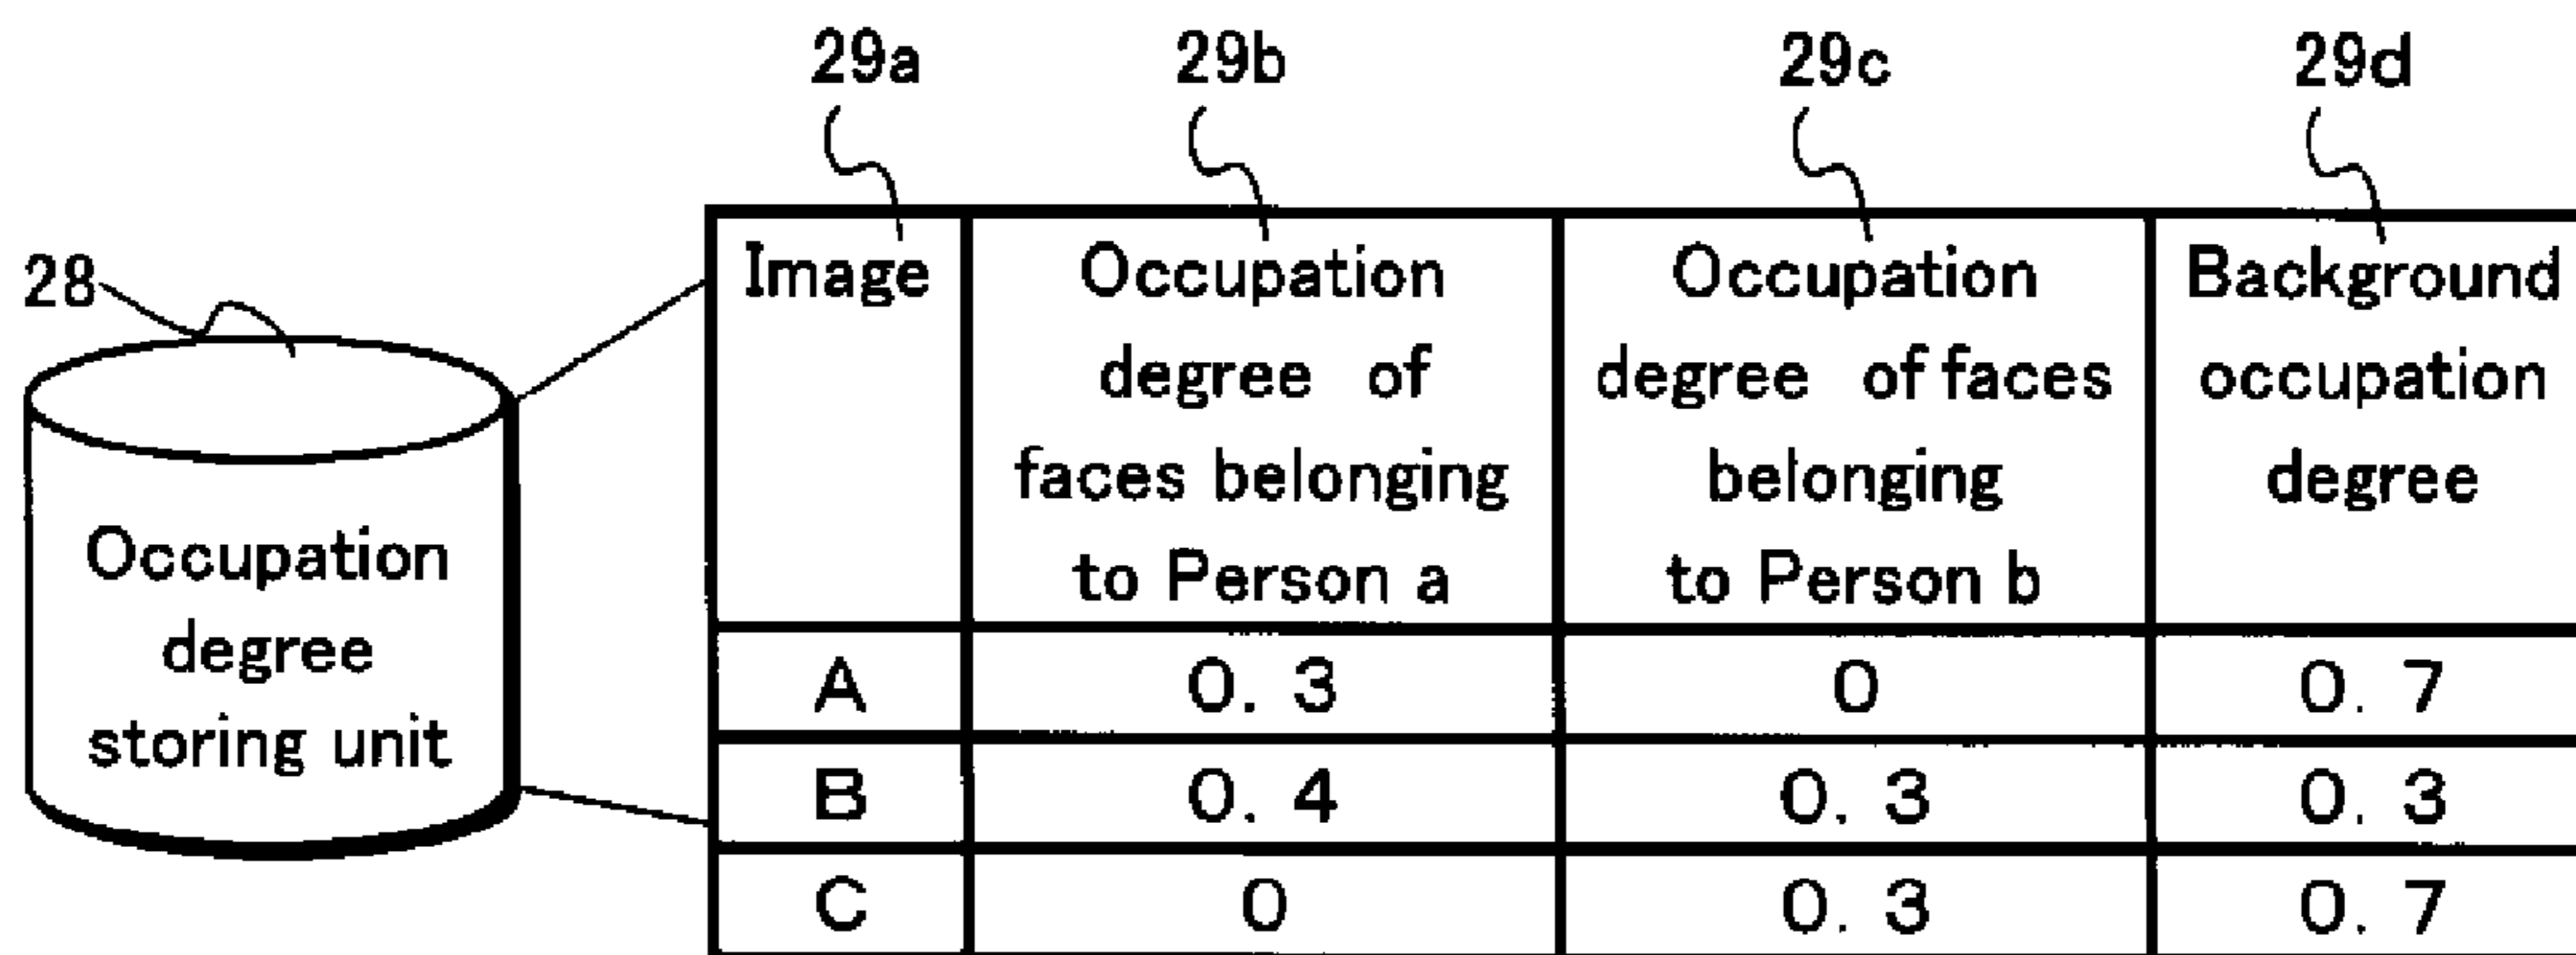 29a 29b 29c 29d
28
Occupation
degree
storing unit
Image
Occupation
degree of
faces belonging
to Person a
Occupation
degree of faces
belonging
to Person b
Background
occupation
degree
A 0.3 0 0.7
B 0.4 0.3 0.3
C 0 0.3 0.7